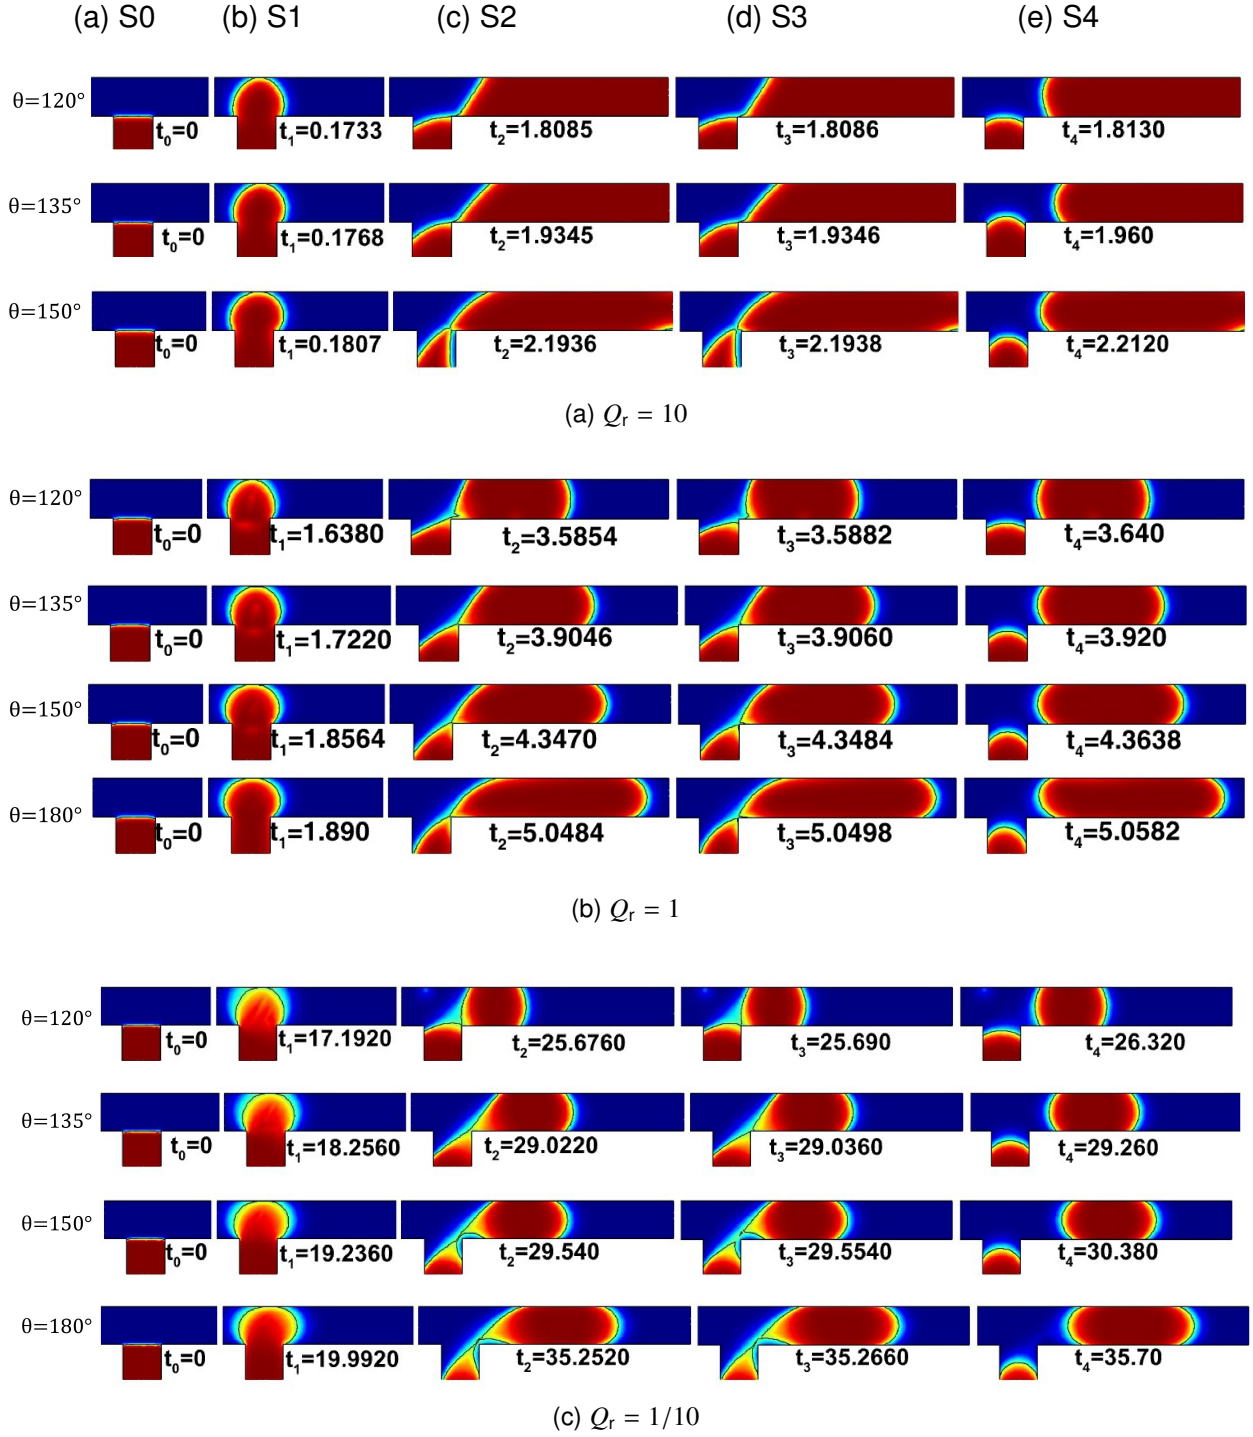 (a) S0 (b) S1 (c) S2 (d) S3 (e) S4
θ=120° t0=0 t1=0.1733 t2=1.8085 t3=1.8086 t4=1.8130
θ=135° t0=0 t1=0.1768 t2=1.9345 t3=1.9346 t4=1.960
θ=150° t0=0 t1=0.1807 t2=2.1936 t3=2.1938 t4=2.2120
(a) Qr = 10
θ=120° t0=0 t1=1.6380 t2=3.5854 t3=3.5882 t4=3.640
θ=135° t0=0 t1=1.7220 t2=3.9046 t3=3.9060 t4=3.920
θ=150° t0=0 t1=1.8564 t2=4.3470 t3=4.3484 t4=4.3638
θ=180° t0=0 t1=1.890 t2=5.0484 t3=5.0498 t4=5.0582
(b) Qr = 1
θ=120° t0=0 t1=17.1920 t2=25.6760 t3=25.690 t4=26.320
θ=135° t0=0 t1=18.2560 t2=29.0220 t3=29.0360 t4=29.260
θ=150° t0=0 t1=19.2360 t2=29.540 t3=29.5540 t4=30.380
θ=180° t0=0 t1=19.9920 t2=35.2520 t3=35.2660 t4=35.70
(c) Qr = 1/10